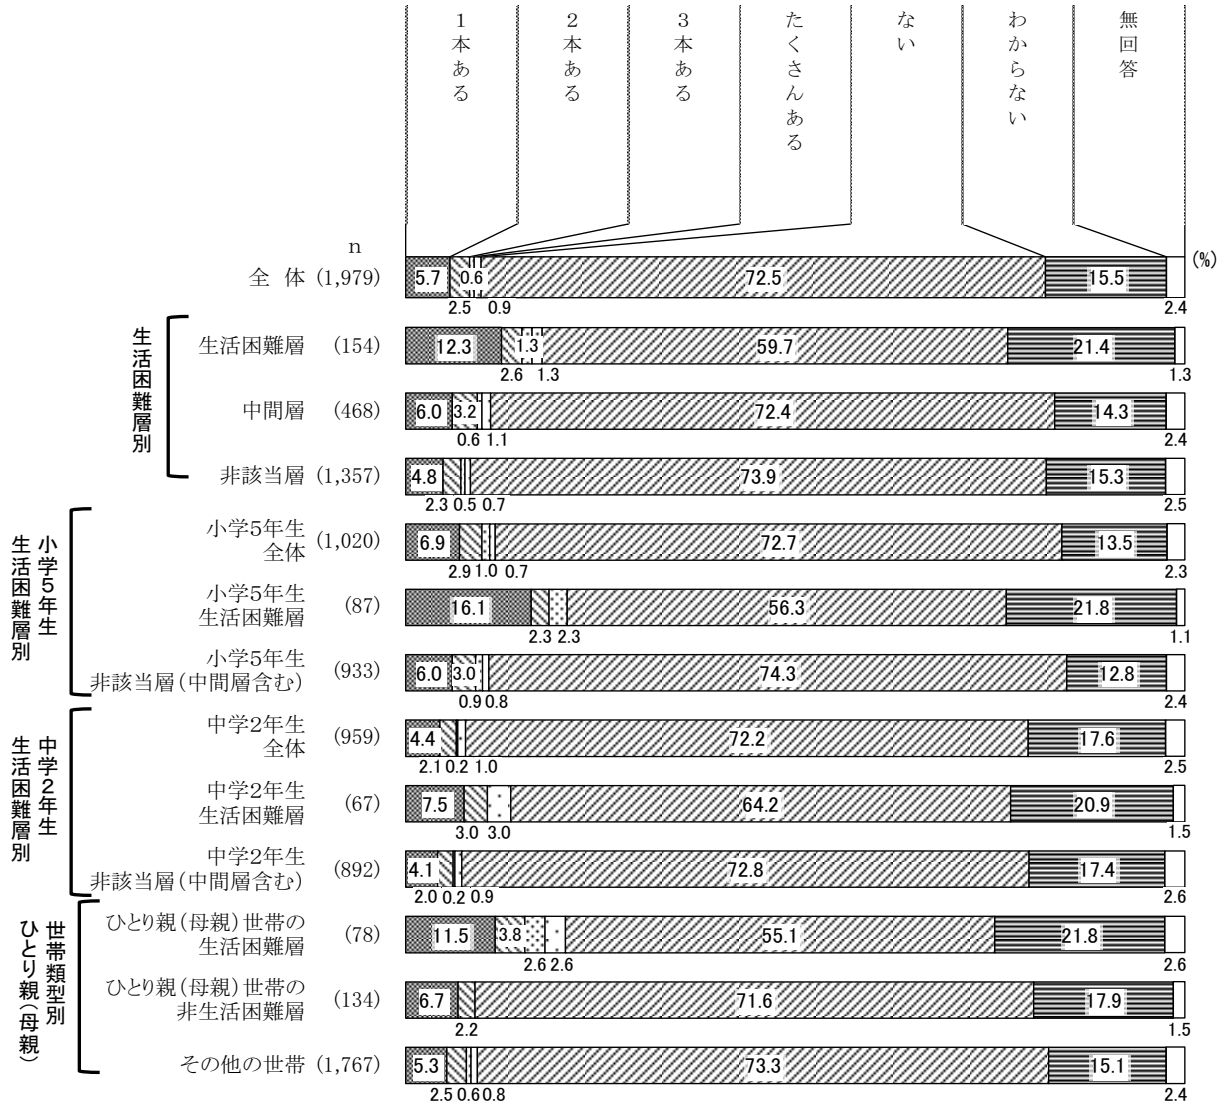 1本ある
2本ある
3本ある
たくさんある
ない
わからない
無回答
n
(%)
全 体 (1,979)
5.7
0.6
72.5
15.5
2.5
0.9
2.4
生活困難層別
生活困難層 (154)
12.3
1.3
59.7
21.4
2.6
1.3
1.3
中間層 (468)
6.0
3.2
72.4
14.3
0.6
1.1
2.4
非該当層 (1,357)
4.8
73.9
15.3
2.3
0.5
0.7
2.5
小学5年生
生活困難層別
小学5年生
全体
(1,020)
6.9
72.7
13.5
2.9
1.0
0.7
2.3
小学5年生
生活困難層
(87)
16.1
56.3
21.8
2.3
2.3
1.1
小学5年生
非該当層(中間層含む)
(933)
6.0
3.0
74.3
12.8
0.9
0.8
2.4
中学2年生
生活困難層別
中学2年生
全体
(959)
4.4
72.2
17.6
2.1
0.2
1.0
2.5
中学2年生
生活困難層
(67)
7.5
64.2
20.9
3.0
3.0
1.5
中学2年生
非該当層(中間層含む)
(892)
4.1
72.8
17.4
2.0
0.2
0.9
2.6
世帯類型別
ひとり親(母親)
ひとり親(母親)世帯の
生活困難層
(78)
11.5
3.8
55.1
21.8
2.6
2.6
2.6
ひとり親(母親)世帯の
非生活困難層
(134)
6.7
71.6
17.9
2.2
1.5
その他の世帯 (1,767)
5.3
73.3
15.1
2.5
0.6
0.8
2.4